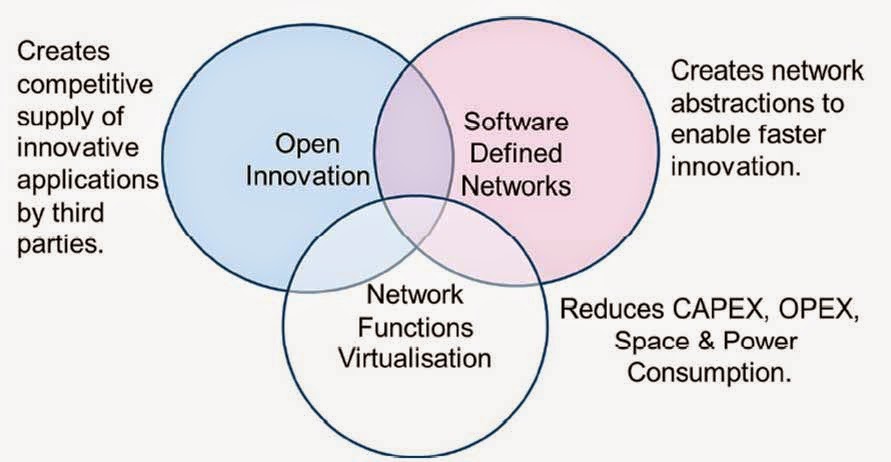 Creates
competitive
supply of
innovative
applications
by third
parties.
Open
Innovation
Software
Defined
Networks
Creates network
abstractions to
enable faster
innovation.
Network
Functions
Virtualisation
Reduces CAPEX, OPEX,
Space & Power
Consumption.